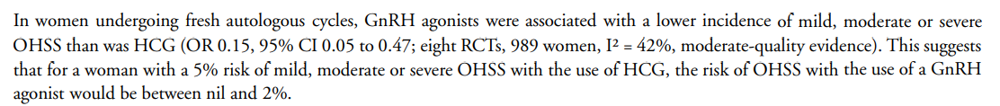 In women undergoing fresh autologous cycles, GnRH agonists were associated with a lower incidence of mild, moderate or severe
OHSS than was HCG (OR 0.15, 95% CI 0.05 to 0.47; eight RCTs, 989 women, I² = 42%, moderate-quality evidence). This suggests
that for a woman with a 5% risk of mild, moderate or severe OHSS with the use of HCG, the risk of OHSS with the use of a GnRH
agonist would be between nil and 2%.